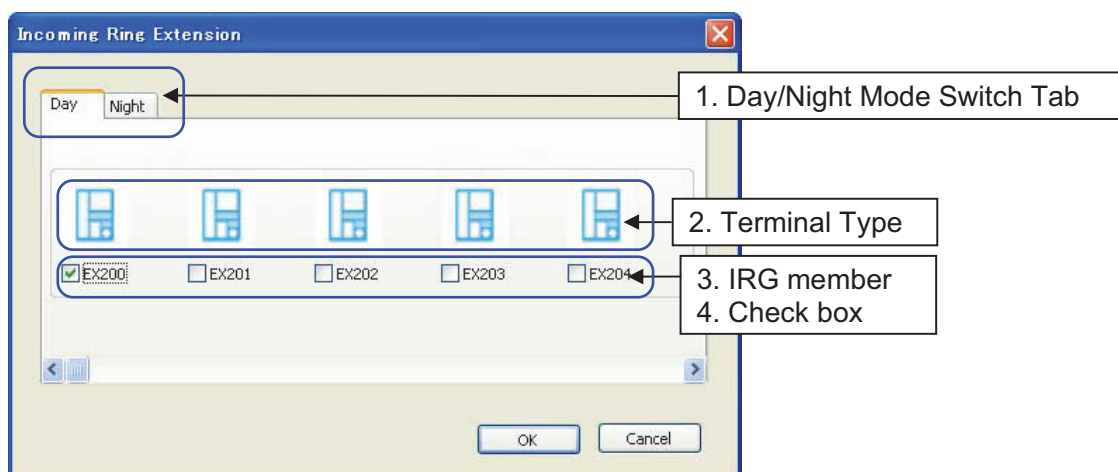 Incoming Ring Extension
Day Night
1. Day/Night Mode Switch Tab
2. Terminal Type
EX200 EX201 EX202 EX203 EX204
3. IRG member
4. Check box
OK Cancel